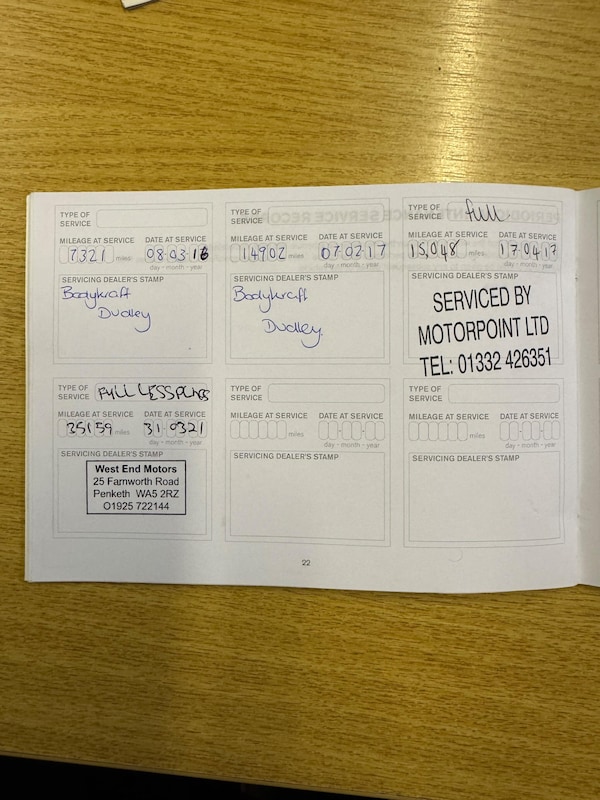 TYPE OF
SERVICE
MILEAGE AT SERVICE DATE AT SERVICE
7321 miles 08 03 16
day - month - year
SERVICING DEALER'S STAMP
Bodykraft
Dudley
TYPE OF
SERVICE
MILEAGE AT SERVICE DATE AT SERVICE
14902 miles 07 02 17
day - month - year
SERVICING DEALER'S STAMP
Bodykraft
Dudley
TYPE OF
SERVICE full
MILEAGE AT SERVICE DATE AT SERVICE
15,048 miles 17 04 17
day - month - year
SERVICING DEALER'S STAMP
SERVICED BY
MOTORPOINT LTD
TEL: 01332 426351
TYPE OF
SERVICE FULL LESS PLUGS
MILEAGE AT SERVICE DATE AT SERVICE
35159 miles 31 0321
day - month - year
SERVICING DEALER'S STAMP
West End Motors
25 Farnworth Road
Penketh WA5 2RZ
01925 722144
TYPE OF
SERVICE
MILEAGE AT SERVICE DATE AT SERVICE
miles
day - month - year
SERVICING DEALER'S STAMP
TYPE OF
SERVICE
MILEAGE AT SERVICE DATE AT SERVICE
miles
day - month - year
SERVICING DEALER'S STAMP
22